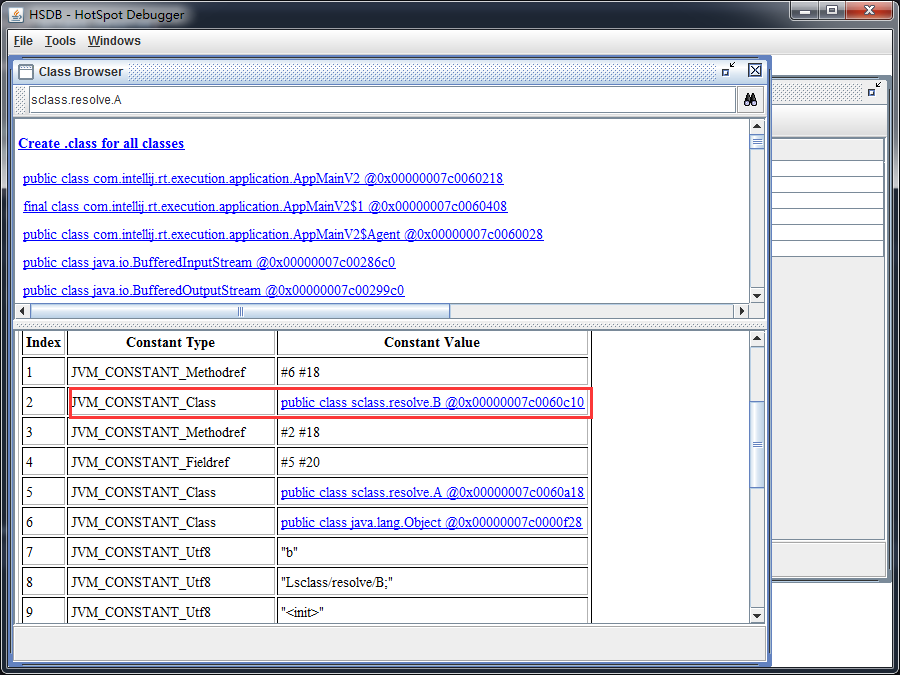 HSDB - HotSpot Debugger
File Tools Windows
Class Browser
sclass.resolve.A
Create .class for all classes
public class com.intellij.rt.execution.application.AppMainV2 @0x00000007c0060218
final class com.intellij.rt.execution.application.AppMainV2$1 @0x00000007c0060408
public class com.intellij.rt.execution.application.AppMainV2$Agent @0x00000007c0060028
public class java.io.BufferedInputStream @0x00000007c00286c0
public class java.io.BufferedOutputStream @0x00000007c00299c0
Index Constant Type Constant Value
1 JVM_CONSTANT_Methodref #6 #18
2 JVM_CONSTANT_Class public class sclass.resolve.B @0x00000007c0060c10
3 JVM_CONSTANT_Methodref #2 #18
4 JVM_CONSTANT_Fieldref #5 #20
5 JVM_CONSTANT_Class public class sclass.resolve.A @0x00000007c0060a18
6 JVM_CONSTANT_Class public class java.lang.Object @0x00000007c0000f28
7 JVM_CONSTANT_Utf8 "b"
8 JVM_CONSTANT_Utf8 "Lsclass/resolve/B;"
9 JVM_CONSTANT_Utf8 "<init>"